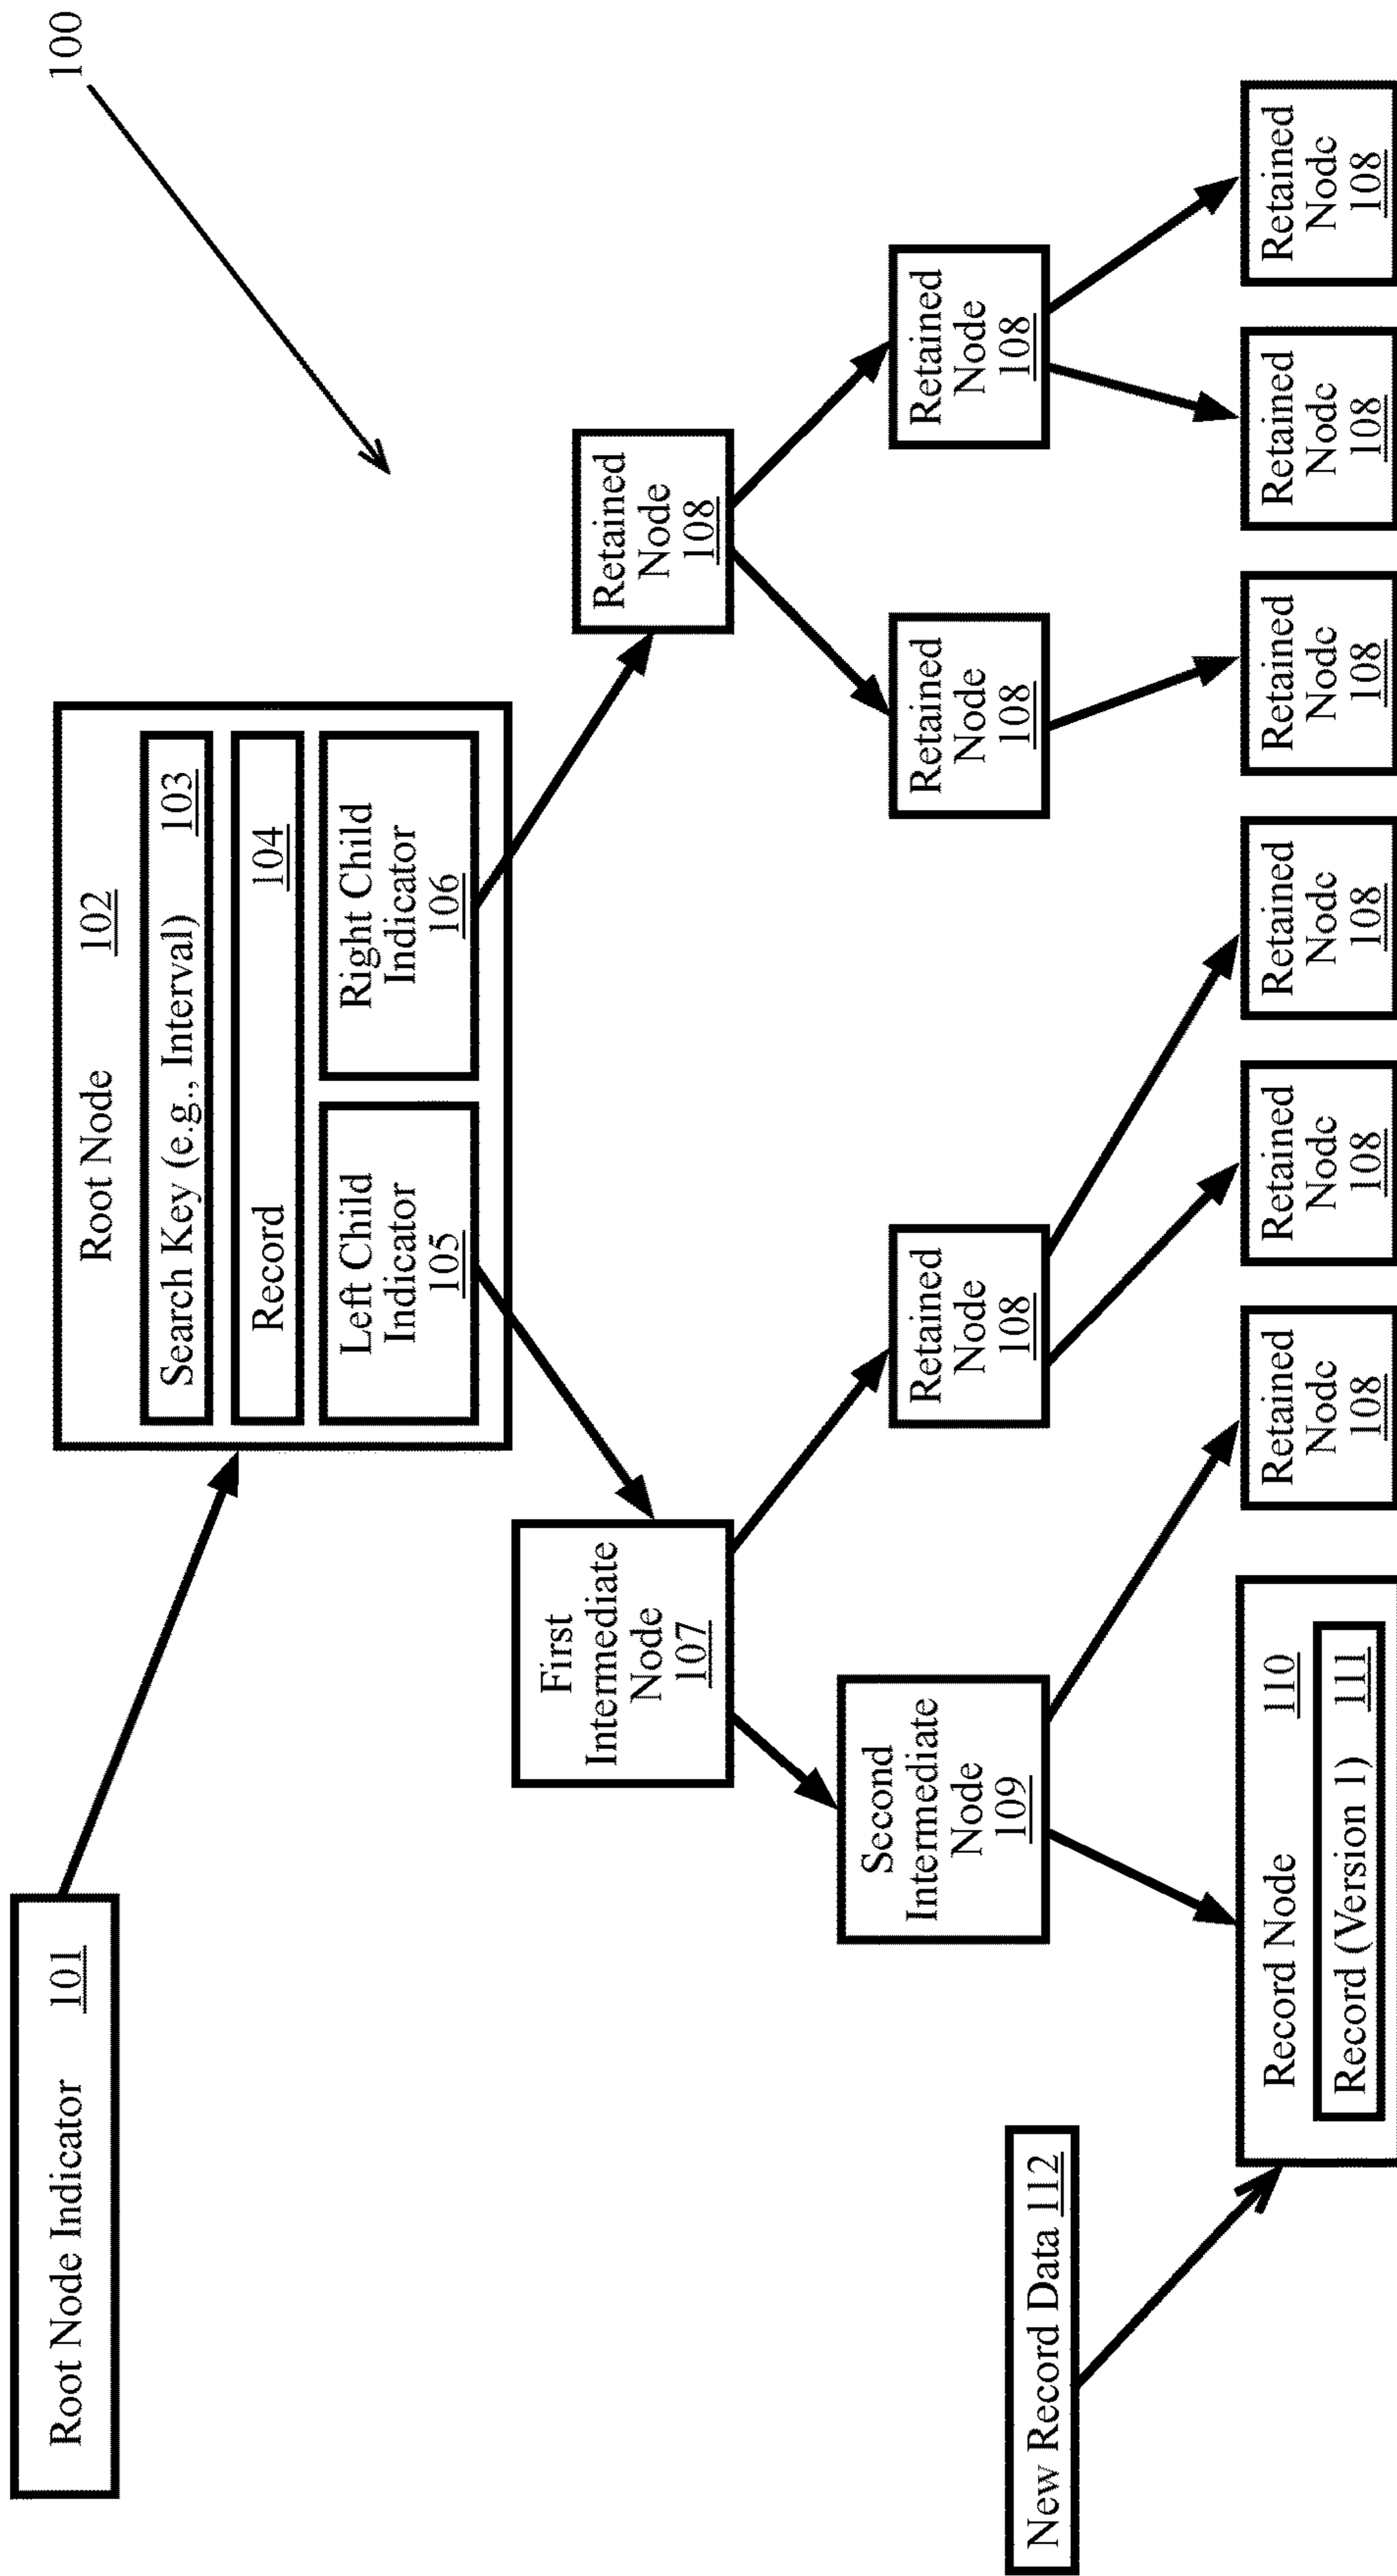 100
Root Node Indicator 101
Root Node 102
Search Key (e.g., Interval) 103
Record 104
Left Child
Indicator
105
Right Child
Indicator
106
First
Intermediate
Node
107
Retained
Node
108
Second
Intermediate
Node
109
Retained
Node
108
Retained
Node
108
Retained
Node
108
New Record Data 112
Record Node 110
Record (Version 1) 111
Retained
Node
108
Retained
Node
108
Retained
Node
108
Retained
Node
108
Retained
Node
108
Retained
Node
108